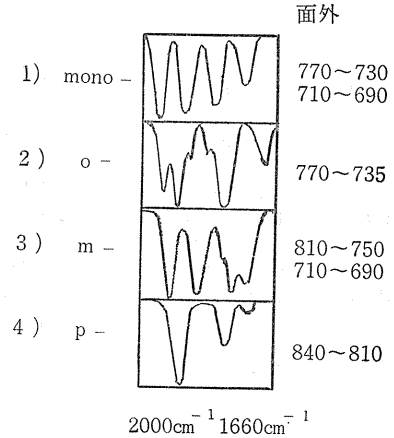 面外
1) mono – 770～730
710～690
2) o – 770～735
3) m – 810～750
710～690
4) p – 840～810
2000cm⁻¹ 1660cm⁻¹